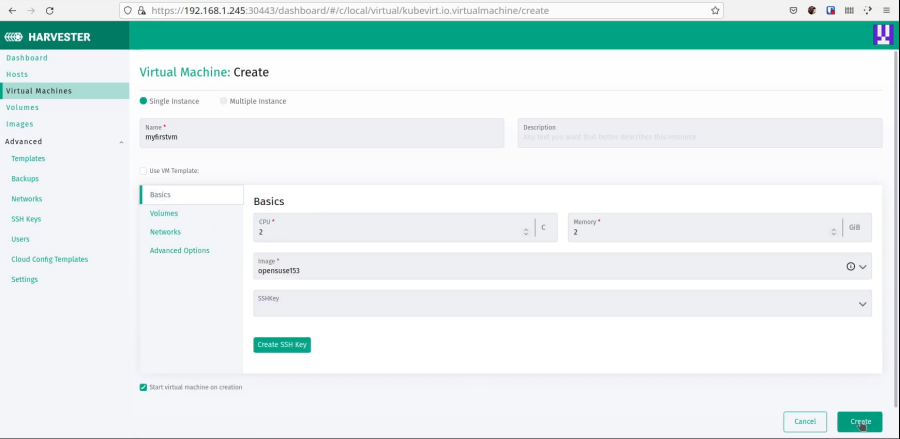 https://192.168.1.245:30443/dashboard/#/c/local/virtual/kubevirt.io.virtualmachine/create
HARVESTER
Dashboard
Hosts
Virtual Machines
Volumes
Images
Advanced
Templates
Backups
Networks
SSH Keys
Users
Cloud Config Templates
Settings
Virtual Machine: Create
Single Instance
Multiple Instance
Name *
myfirstvm
Description
Any text you want that better describes this resource
Use VM Template:
Basics
Volumes
Networks
Advanced Options
Basics
CPU *
2
C
Memory *
2
GiB
Image *
opensuse153
SSHKey
Create SSH Key
Start virtual machine on creation
Cancel
Create